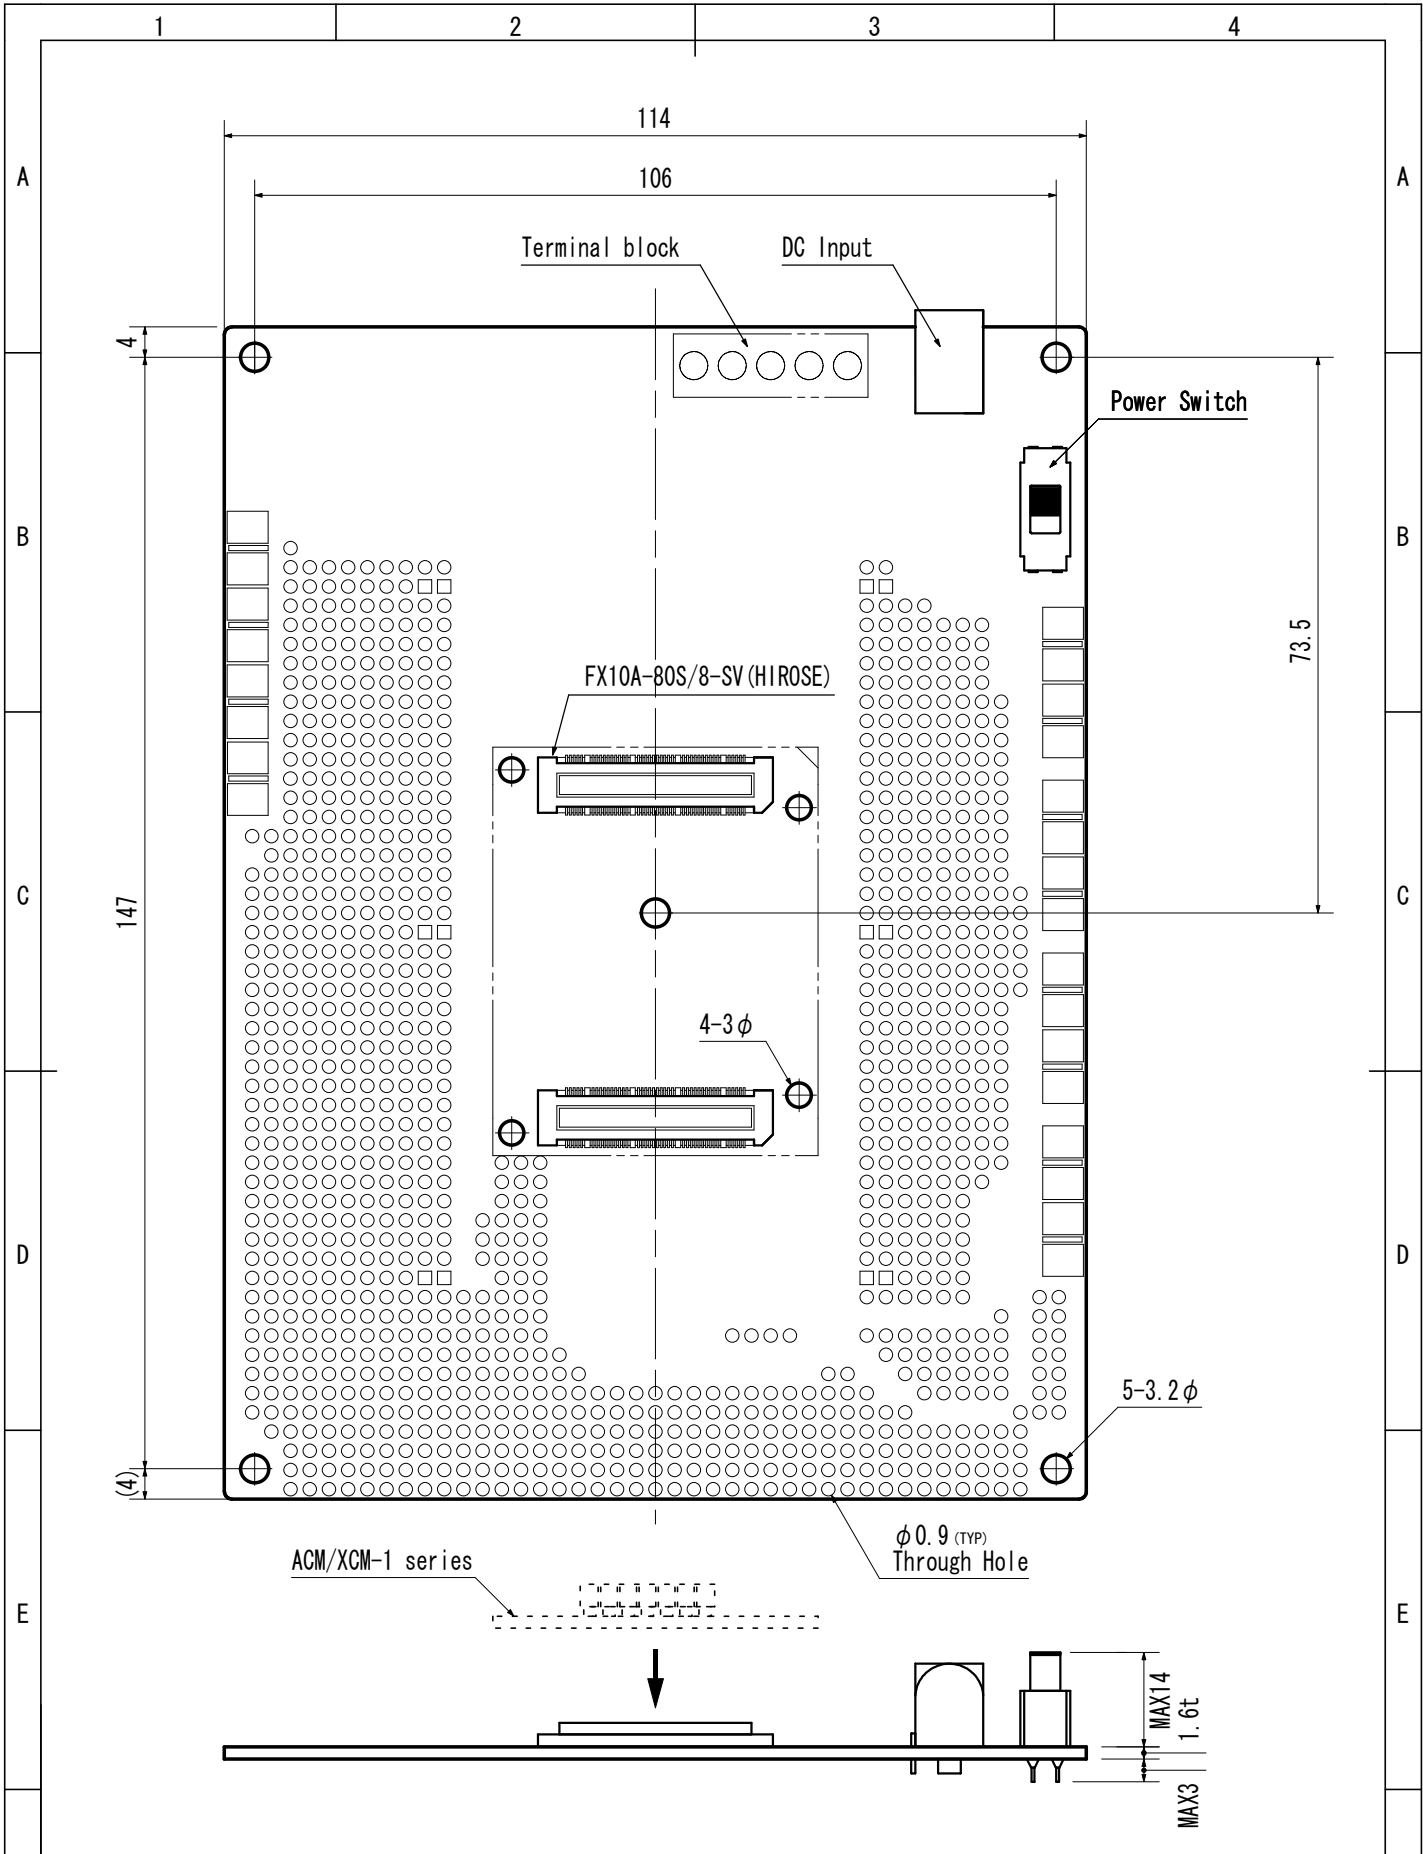 1 2 3 4
114
A A
106
Terminal block DC Input
4
Power Switch
B B
73.5
FX10A-80S/8-SV(HIROSE)
C C
147
4-3φ
D D
5-3.2φ
(4)
φ0.9 (TYP)
Through Hole
ACM/XCM-1 series
E E
MAX14
1.6t
MAX3